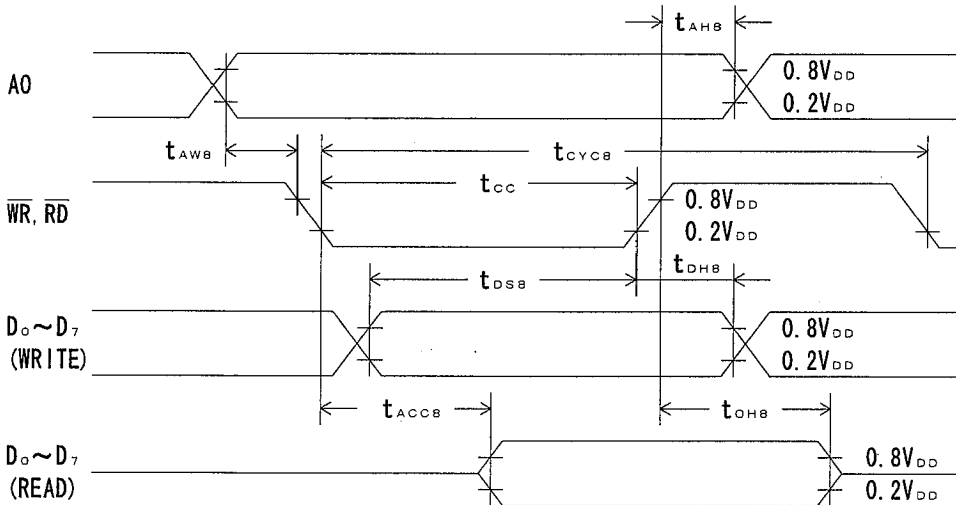 tAH8
A0
0.8VDD
0.2VDD
tAW8
tCYC8
tCC
WR, RD
0.8VDD
0.2VDD
tDS8
tDH8
D0~D7
(WRITE)
0.8VDD
0.2VDD
tACC8
tOH8
D0~D7
(READ)
0.8VDD
0.2VDD